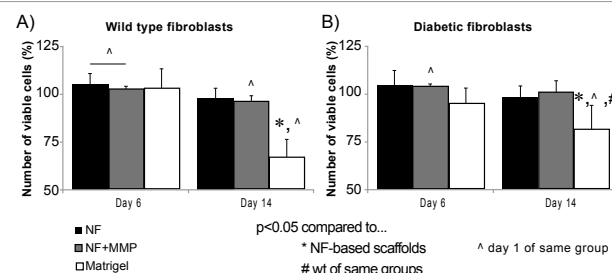 A) Wild type fibroblasts
B) Diabetic fibroblasts
Number of viable cells (%)
125
100
75
50
^
^
*, ^
Day 6
Day 14
Number of viable cells (%)
125
100
75
50
^
*,^,#
Day 6
Day 14
NF
NF+MMP
Matrigel
p<0.05 compared to...
* NF-based scaffolds
^ day 1 of same group
# wt of same groups